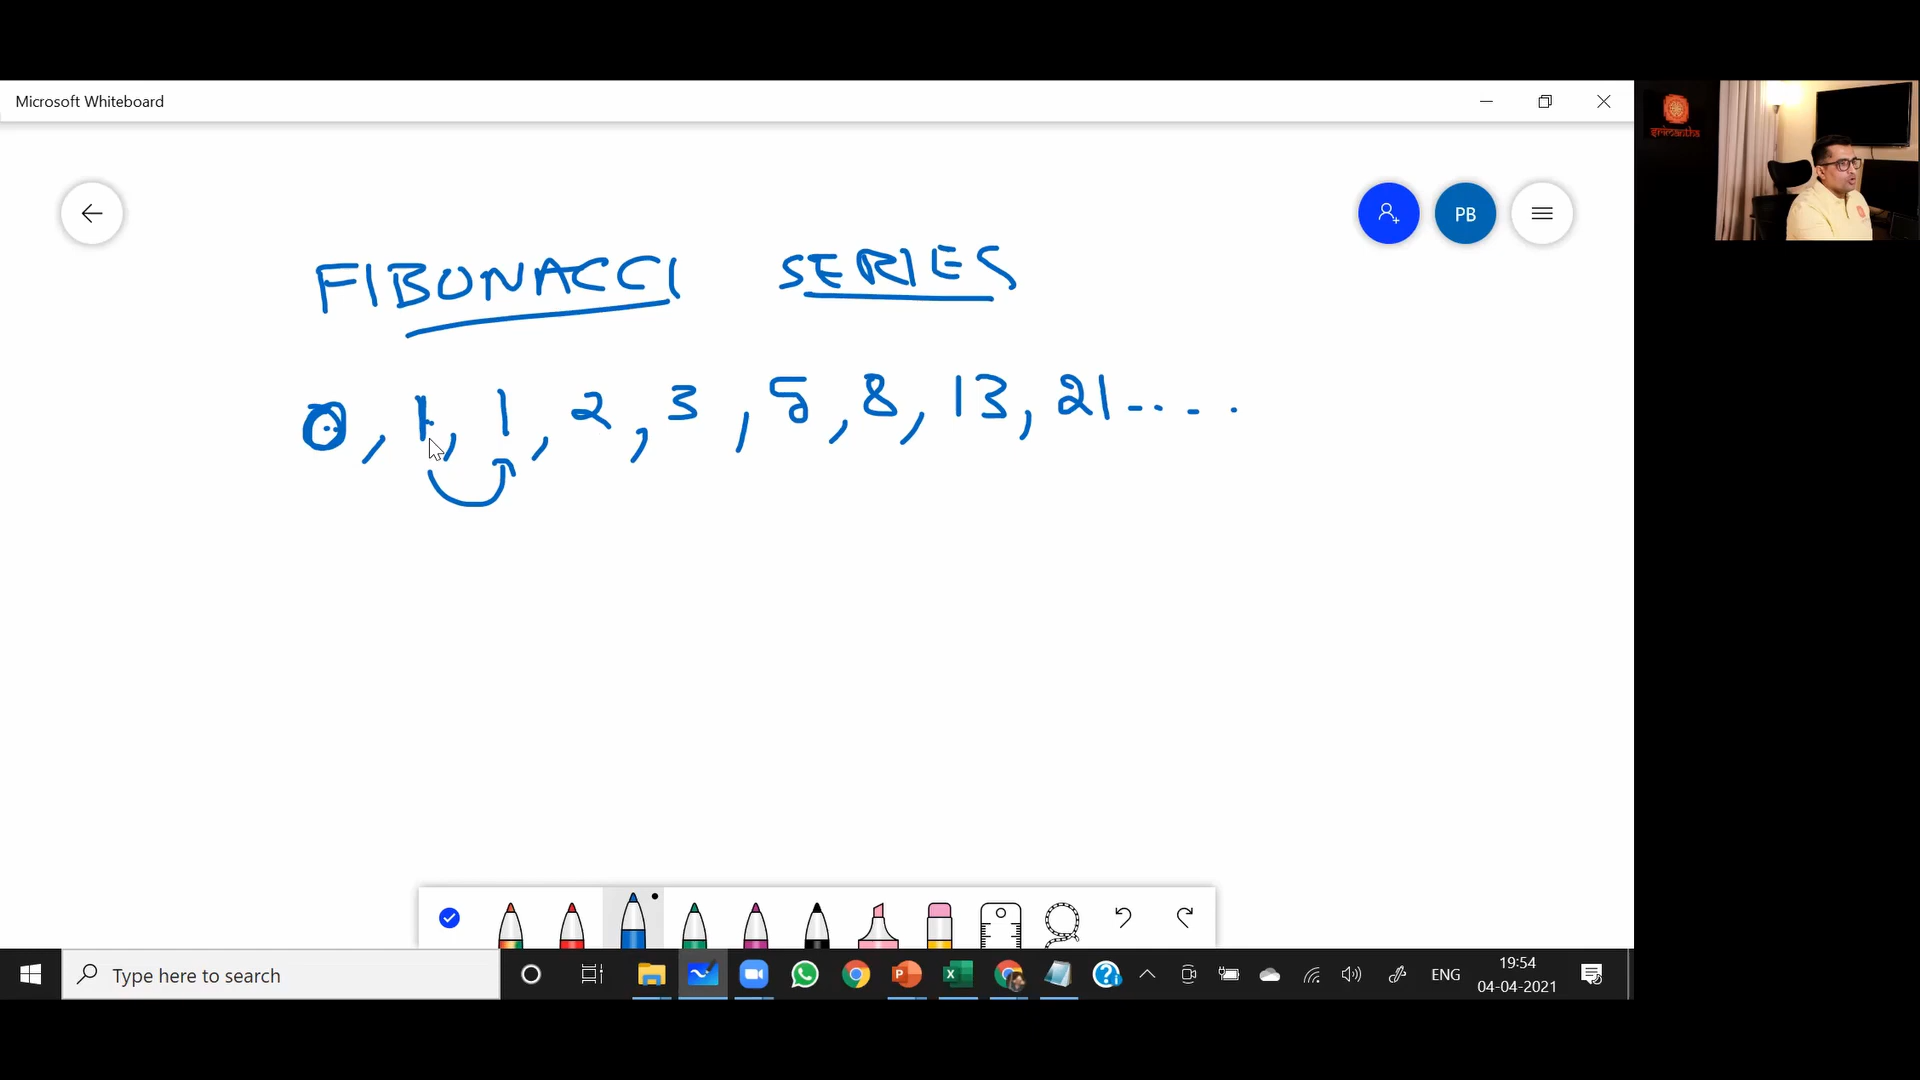 Microsoft Whiteboard
srimantha
PB
FIBONACCI SERIES
0, 1, 1, 2, 3, 5, 8, 13, 21 - - - -
Type here to search
ENG
19:54
04-04-2021